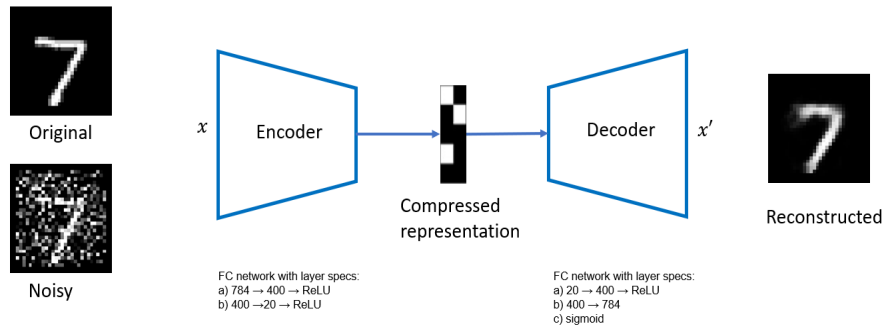 Original
Noisy
x
Encoder
Compressed
representation
Decoder
x′
Reconstructed
FC network with layer specs:
a) 784 → 400 → ReLU
b) 400 →20 → ReLU
FC network with layer specs:
a) 20 → 400 → ReLU
b) 400 → 784
c) sigmoid